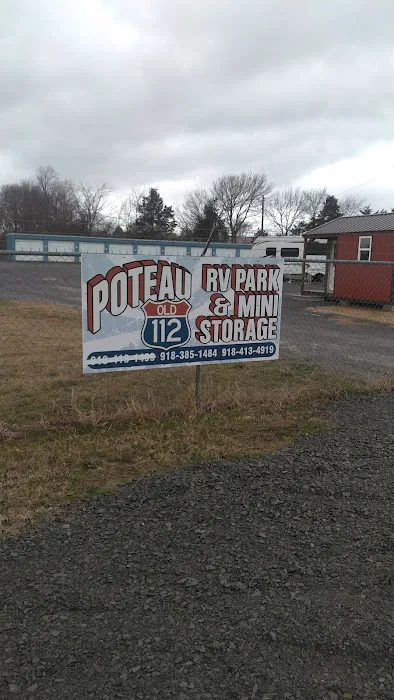 POTEAU
OLD
112
RV PARK
& MINI
STORAGE
918-385-1484 918-413-4919